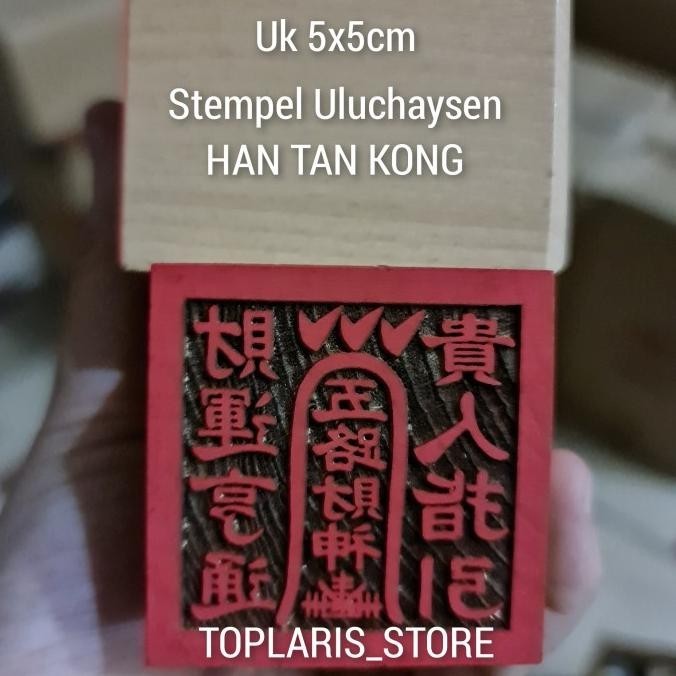 Uk 5x5cm
Stempel Uluchaysen
HAN TAN KONG
財運亨通
五路財神
貴人指引
TOPLARIS_STORE